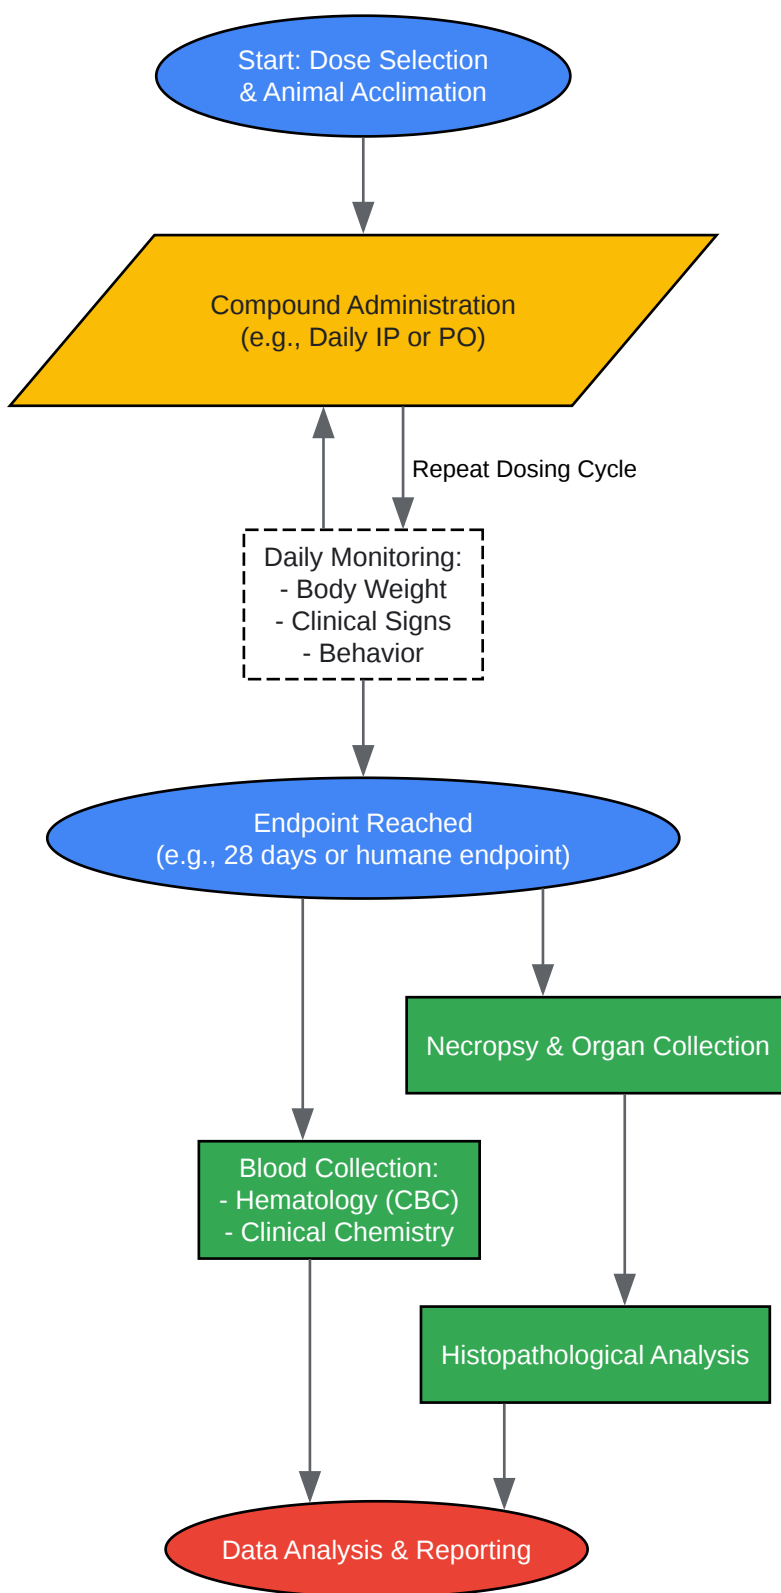 Start: Dose Selection
& Animal Acclimation
Compound Administration
(e.g., Daily IP or PO)
Repeat Dosing Cycle
Daily Monitoring:
- Body Weight
- Clinical Signs
- Behavior
Endpoint Reached
(e.g., 28 days or humane endpoint)
Necropsy & Organ Collection
Blood Collection:
- Hematology (CBC)
- Clinical Chemistry
Histopathological Analysis
Data Analysis & Reporting